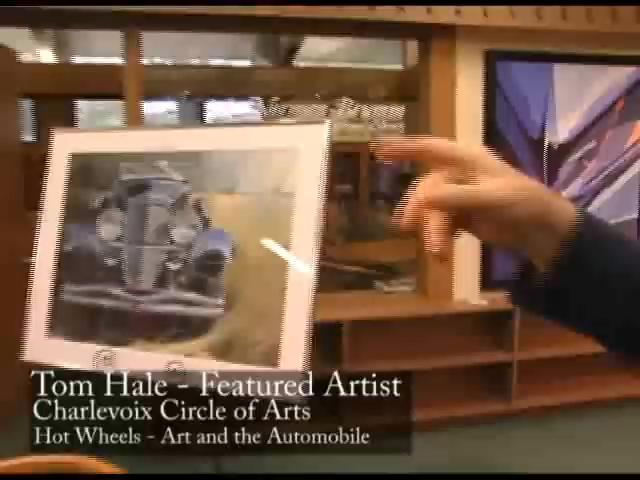 Tom Hale - Featured Artist
Charlevoix Circle of Arts
Hot Wheels - Art and the Automobile